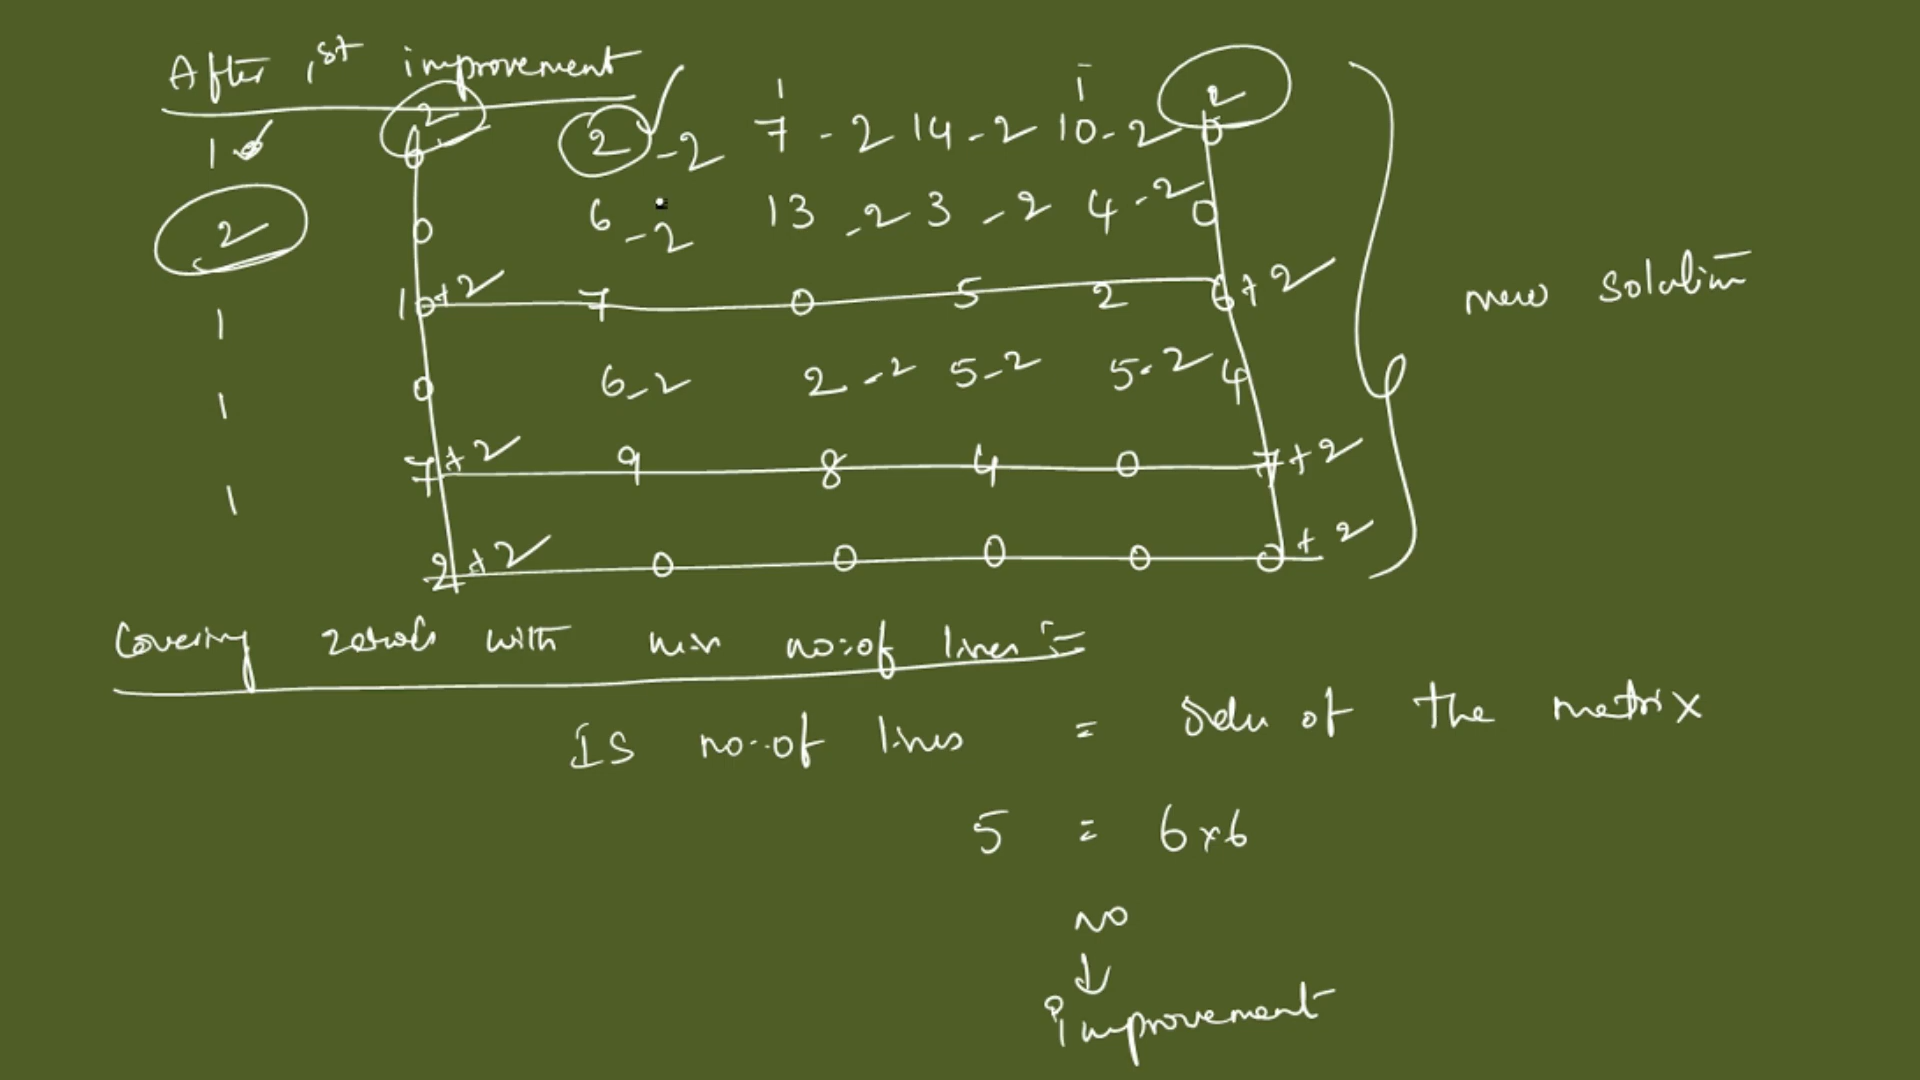 After 1st improvement
1 2 1 1 2
1 0 0 2 - 2 7 - 2 14 - 2 10 - 2 0
2 0 6 - 2 13 - 2 3 - 2 4 - 2 0
1 10 + 2 7 0 5 2 6 + 2
1 0 6 - 2 2 - 2 5 - 2 5 - 2 4
1 7 + 2 9 8 4 0 7 + 2
2 + 2 0 0 0 0 0 + 2
new solution
Covering with min no: of lines :=
Is no. of lines = of the matrix
5 = 6x6
NO
↓
improvement